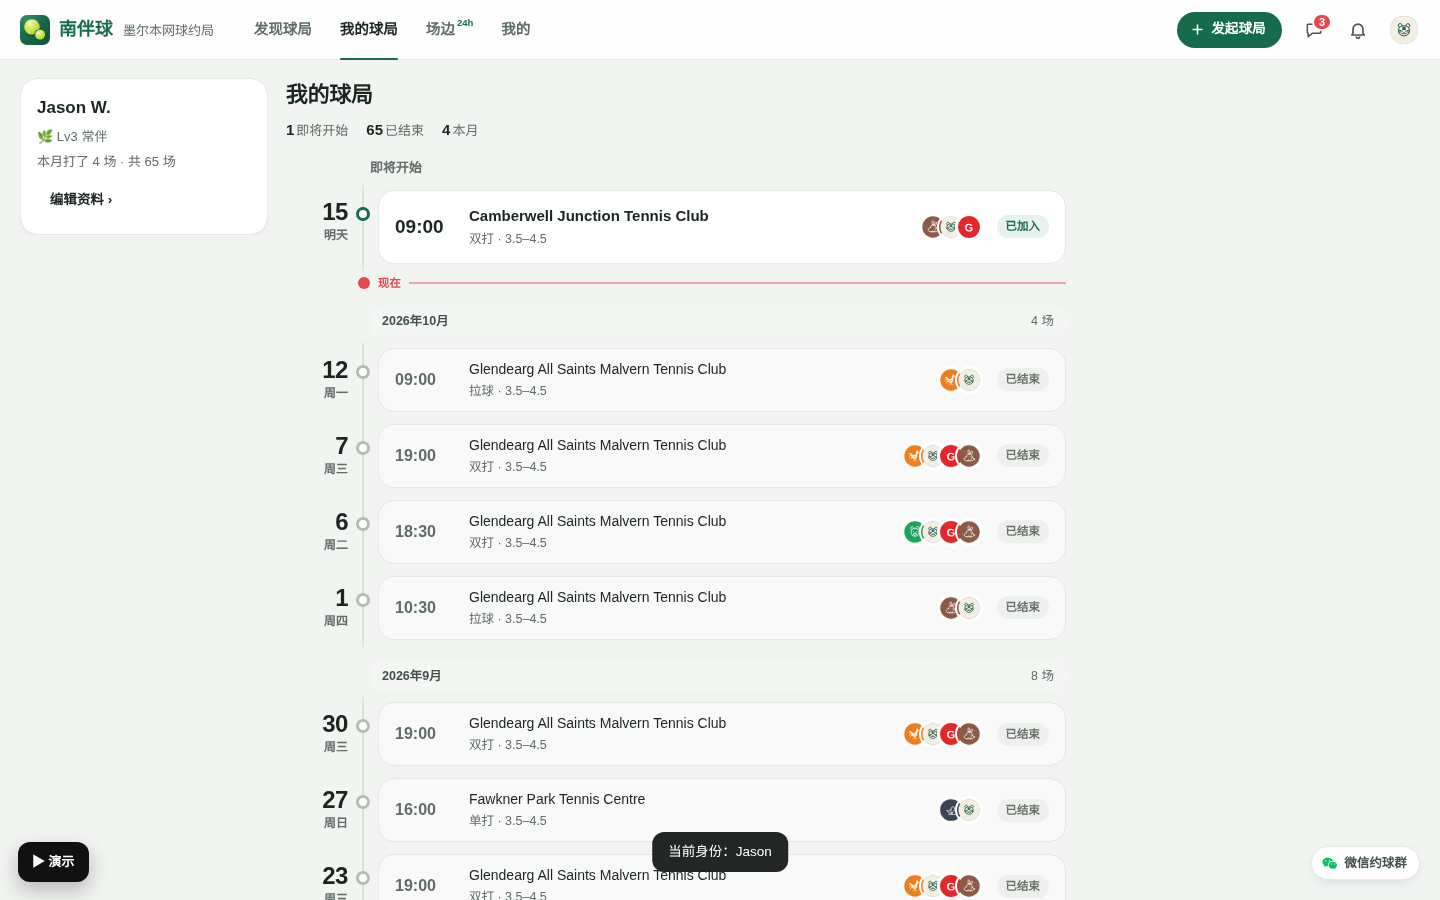 南伴球 墨尔本网球约局 发现球局 我的球局 场边 24h 我的 + 发起球局 3
Jason W.
🌿 Lv3 常伴
本月打了 4 场 · 共 65 场
编辑资料 ›
我的球局
1 即将开始 65 已结束 4 本月
即将开始
15 明天
09:00 Camberwell Junction Tennis Club G 已加入
双打 · 3.5–4.5
现在
2026年10月 4 场
12 周一
09:00 Glendearg All Saints Malvern Tennis Club 已结束
拉球 · 3.5–4.5
7 周三
19:00 Glendearg All Saints Malvern Tennis Club G 已结束
双打 · 3.5–4.5
6 周二
18:30 Glendearg All Saints Malvern Tennis Club G 已结束
双打 · 3.5–4.5
1 周四
10:30 Glendearg All Saints Malvern Tennis Club 已结束
拉球 · 3.5–4.5
2026年9月 8 场
30 周三
19:00 Glendearg All Saints Malvern Tennis Club G 已结束
双打 · 3.5–4.5
27 周日
16:00 Fawkner Park Tennis Centre 已结束
单打 · 3.5–4.5
23 周三
19:00 Glendearg All Saints Malvern Tennis Club G 已结束
双打 · 3.5–4.5
▶ 演示
当前身份：Jason
微信约球群